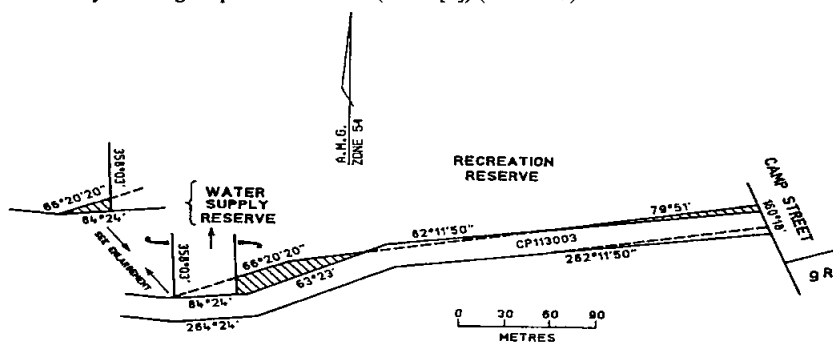 A.M.G.
ZONE 54
RECREATION
RESERVE
CAMP STREET
160°18'
9 R
79°51'
82°11'50"
CP113003
262°11'50"
358°03'
66°20'20"
84°24'
SEE ENLARGEMENT
WATER
SUPPLY
RESERVE
358°03'
66°20'20"
63°23'
84°24'
264°24'
0 30 60 90
METRES